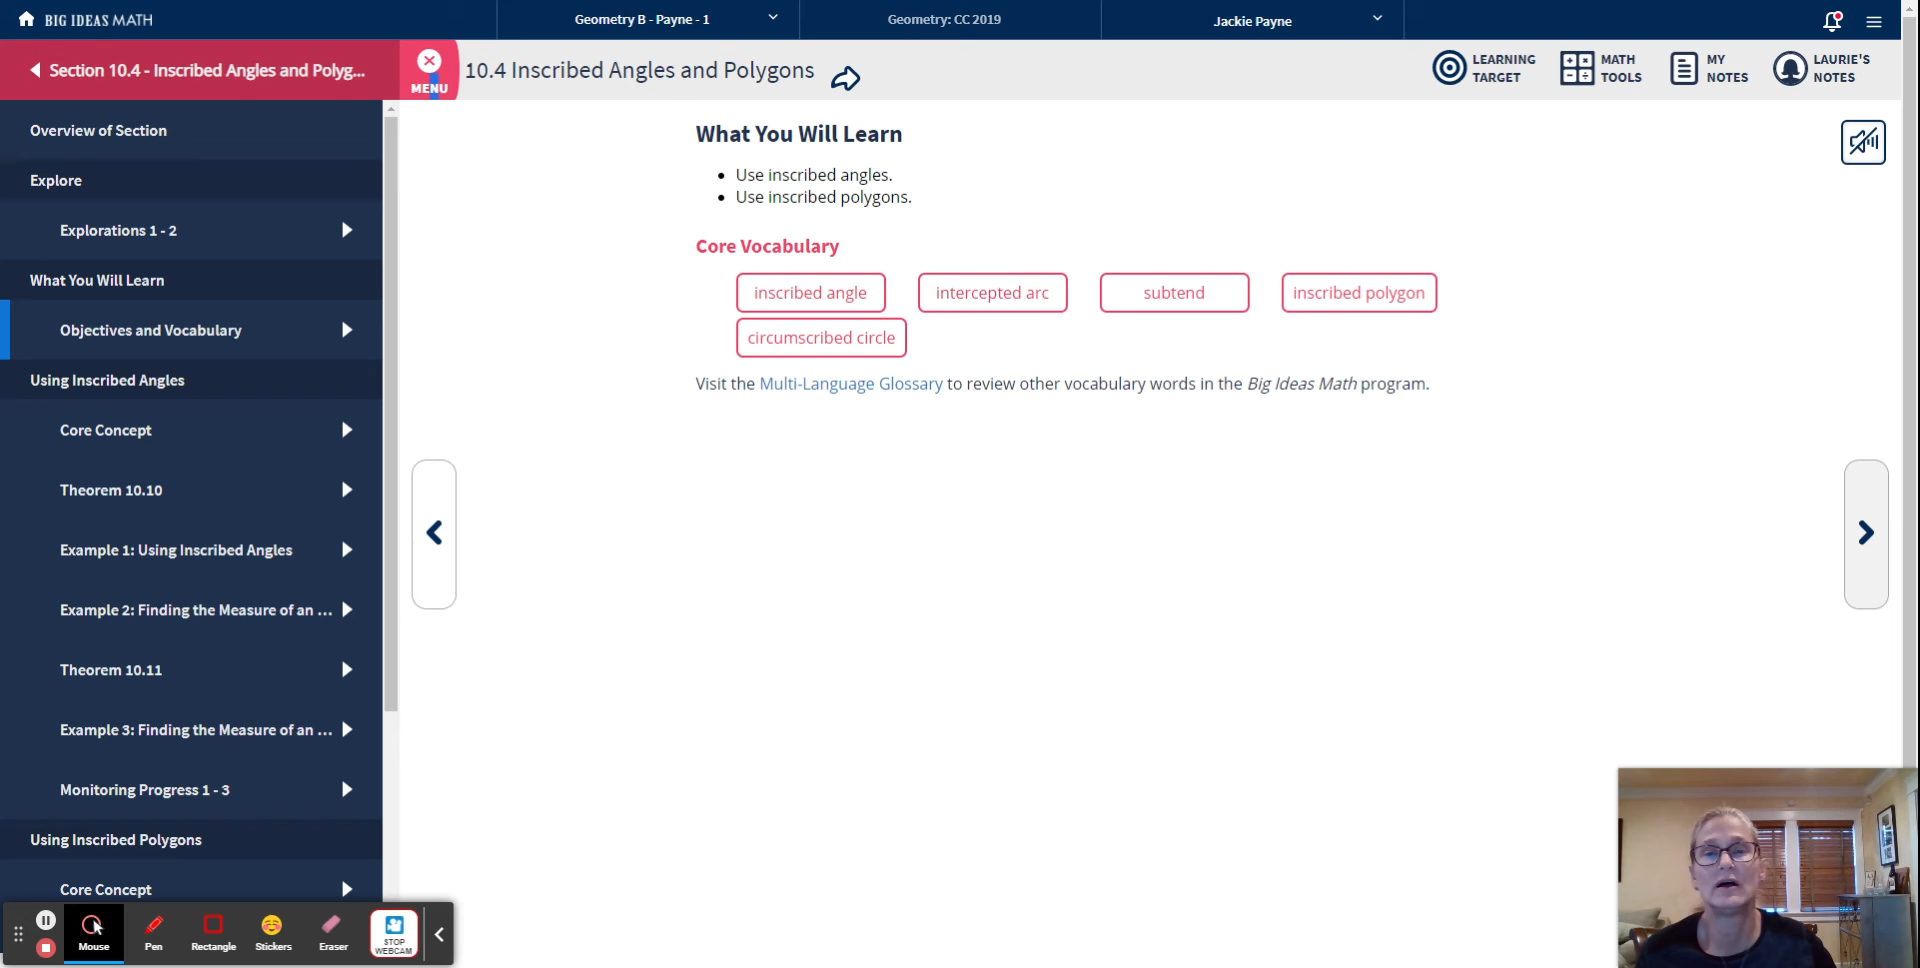 BIG IDEAS MATH
Geometry B - Payne - 1
Geometry: CC 2019
Jackie Payne
Section 10.4 - Inscribed Angles and Polyg...
MENU
10.4 Inscribed Angles and Polygons
LEARNING TARGET
MATH TOOLS
MY NOTES
LAURIE'S NOTES
Overview of Section
Explore
Explorations 1 - 2
What You Will Learn
Objectives and Vocabulary
Using Inscribed Angles
Core Concept
Theorem 10.10
Example 1: Using Inscribed Angles
Example 2: Finding the Measure of an ...
Theorem 10.11
Example 3: Finding the Measure of an ...
Monitoring Progress 1 - 3
Using Inscribed Polygons
Core Concept
What You Will Learn
• Use inscribed angles.
• Use inscribed polygons.
Core Vocabulary
inscribed angle
intercepted arc
subtend
inscribed polygon
circumscribed circle
Visit the Multi-Language Glossary to review other vocabulary words in the Big Ideas Math program.
Mouse
Pen
Rectangle
Stickers
Eraser
STOP WEBCAM